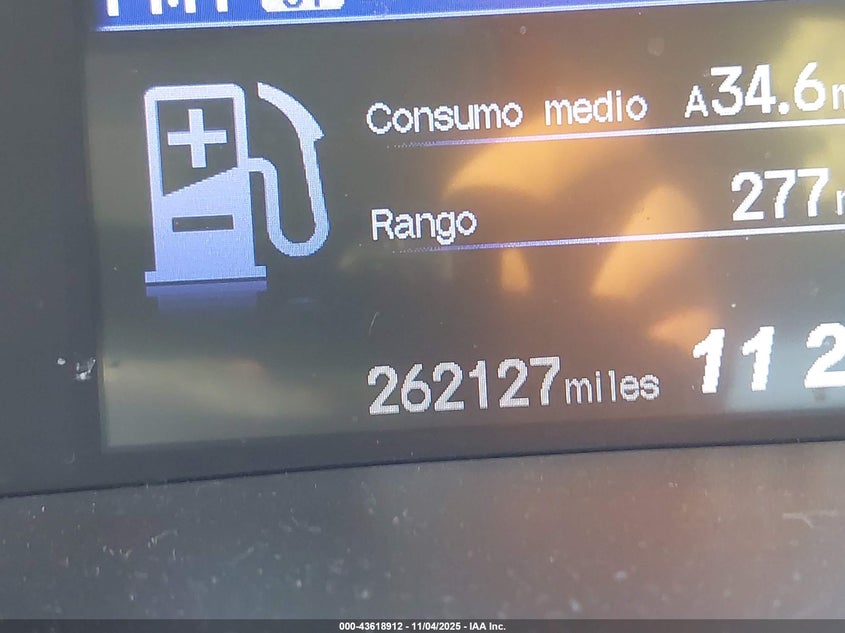 Consumo medio A34.6
Rango 277
262127miles 11 2
000-43618912 - 11/04/2025 - IAA Inc.